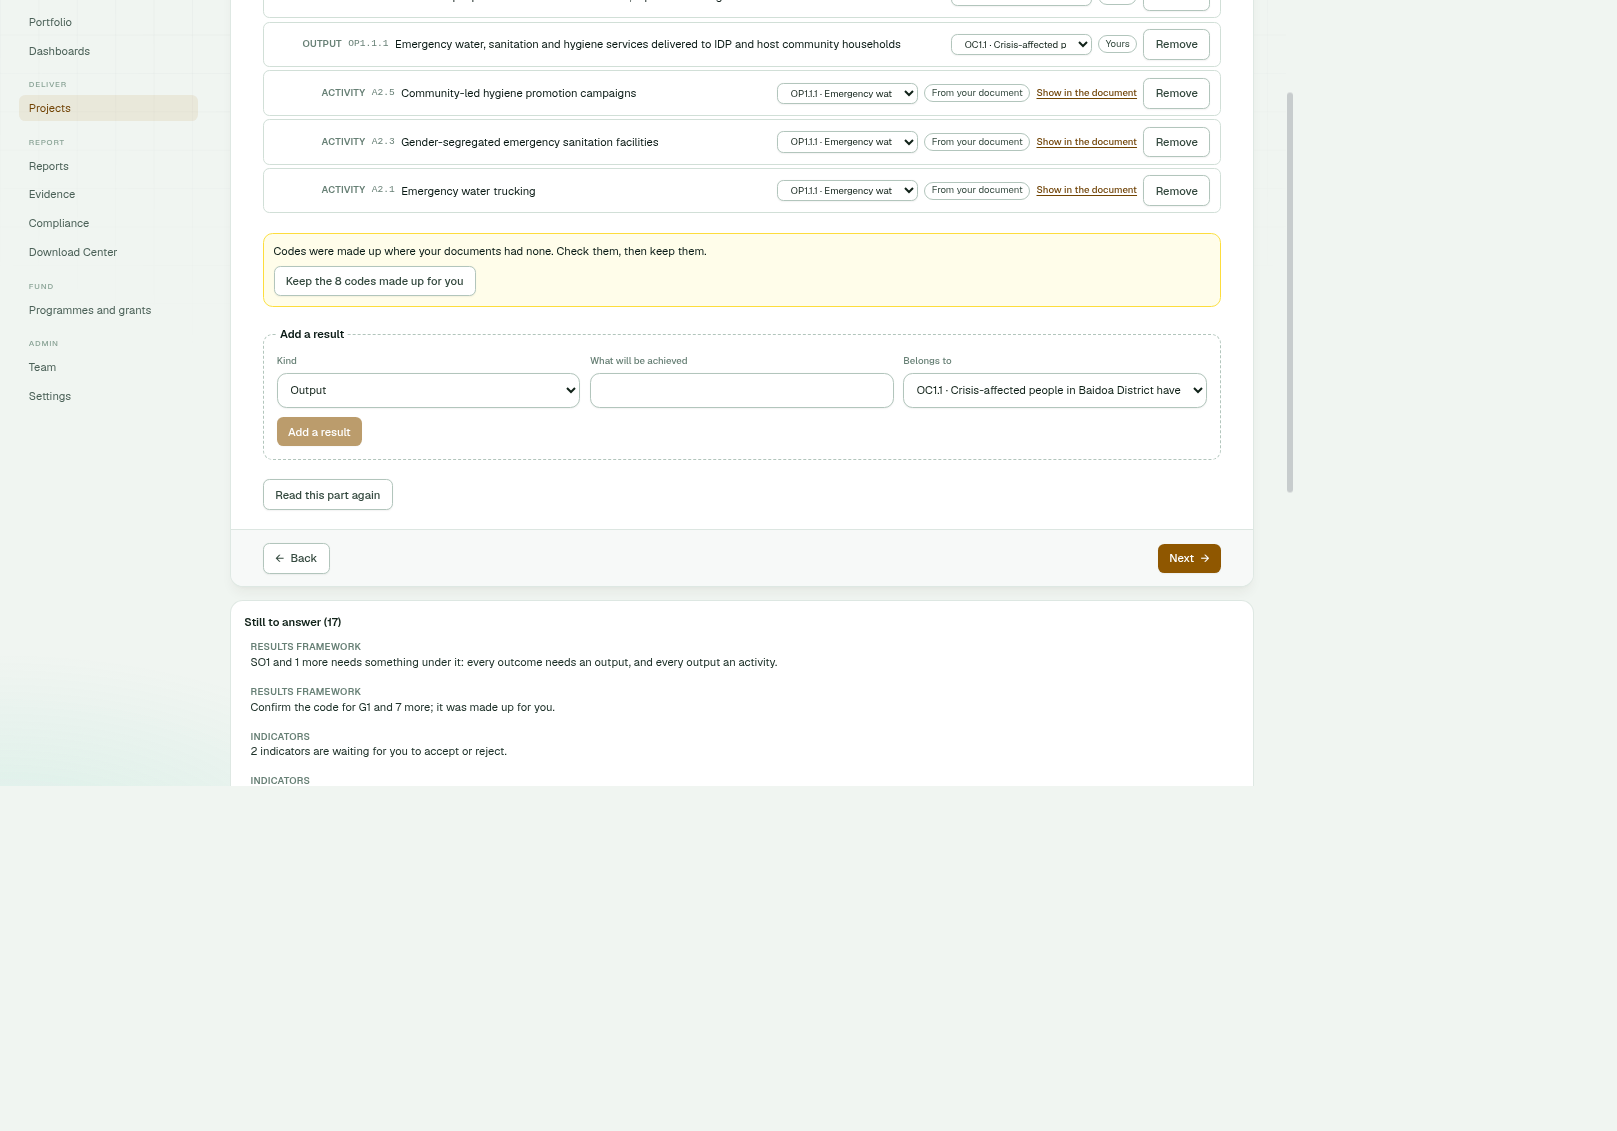 Portfolio
Dashboards
DELIVER
Projects
REPORT
Reports
Evidence
Compliance
Download Center
FUND
Programmes and grants
ADMIN
Team
Settings
OUTPUT OP1.1.1 Emergency water, sanitation and hygiene services delivered to IDP and host community households OC1.1 · Crisis-affected p Yours Remove
ACTIVITY A2.5 Community-led hygiene promotion campaigns OP1.1.1 · Emergency wat From your document Show in the document Remove
ACTIVITY A2.3 Gender-segregated emergency sanitation facilities OP1.1.1 · Emergency wat From your document Show in the document Remove
ACTIVITY A2.1 Emergency water trucking OP1.1.1 · Emergency wat From your document Show in the document Remove
Codes were made up where your documents had none. Check them, then keep them.
Keep the 8 codes made up for you
Add a result
Kind What will be achieved Belongs to
Output OC1.1 · Crisis-affected people in Baidoa District have
Add a result
Read this part again
← Back Next →
Still to answer (17)
RESULTS FRAMEWORK
SO1 and 1 more needs something under it: every outcome needs an output, and every output an activity.
RESULTS FRAMEWORK
Confirm the code for G1 and 7 more; it was made up for you.
INDICATORS
2 indicators are waiting for you to accept or reject.
INDICATORS